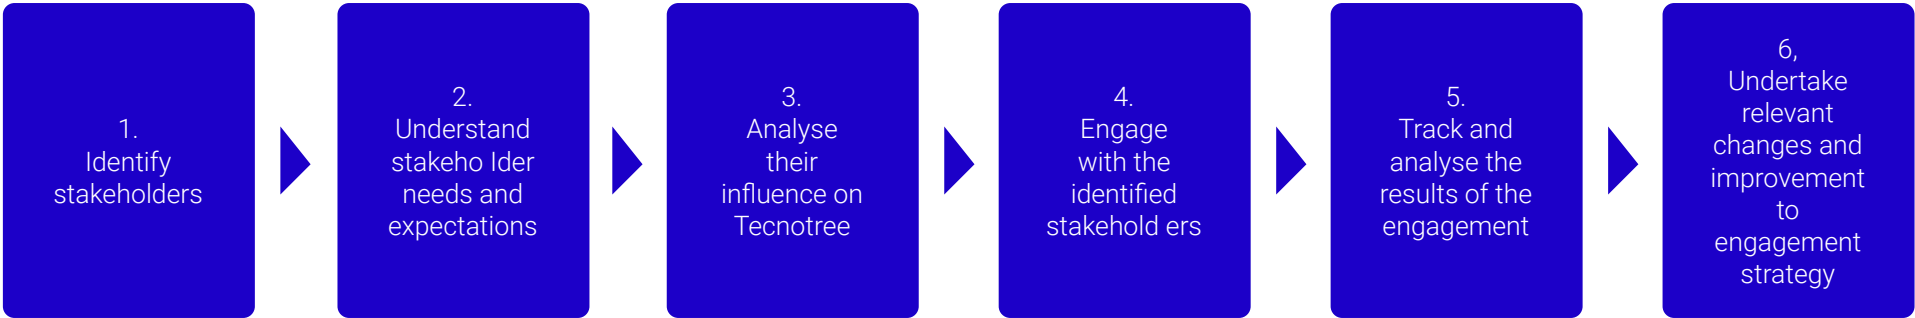 1.
Identify
stakeholders
2.
Understand
stakeho lder
needs and
expectations
3.
Analyse
their
influence on
Tecnotree
4.
Engage
with the
identified
stakehold ers
5.
Track and
analyse the
results of the
engagement
6,
Undertake
relevant
changes and
improvement
to
engagement
strategy